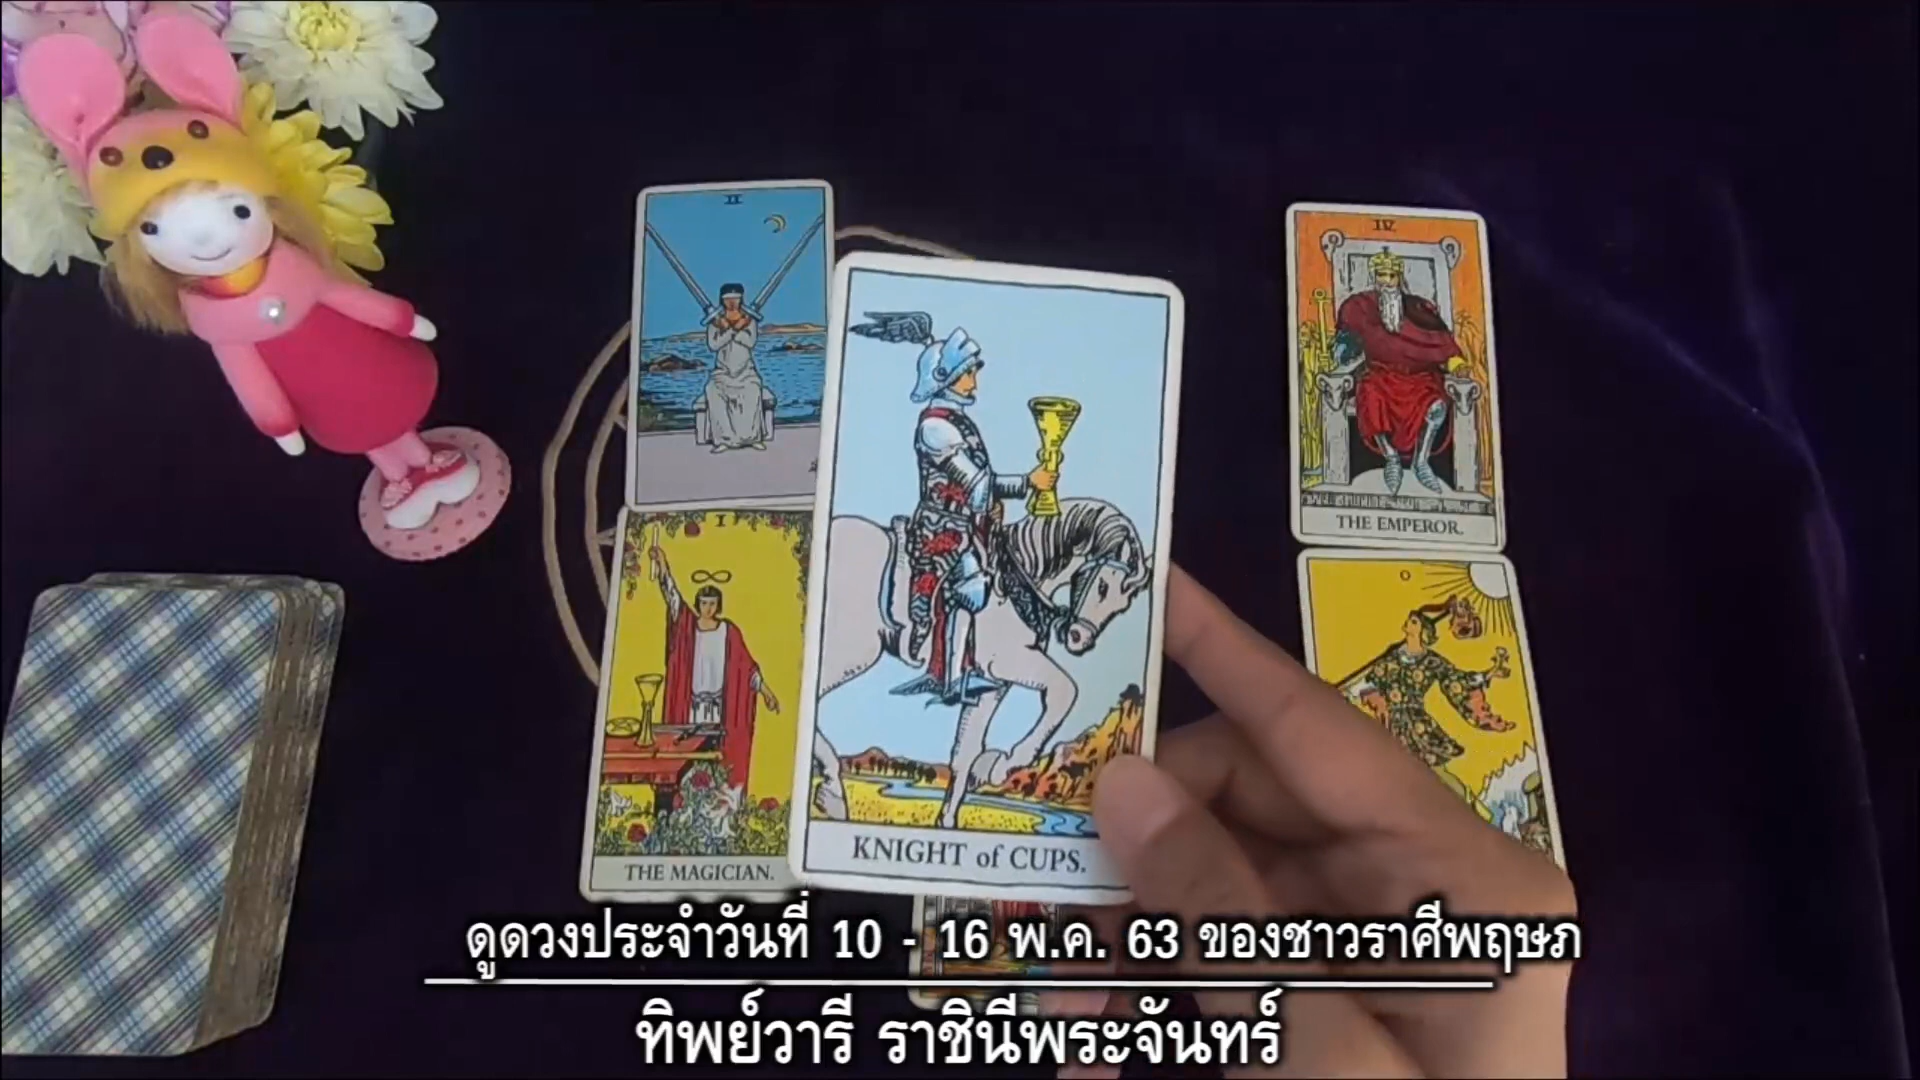 II
IV
THE EMPEROR.
I
0
THE MAGICIAN.
KNIGHT of CUPS.
ดูดวงประจำวันที่ 10 - 16 พ.ค. 63 ของชาวราศีพฤษภ
ทิพย์วารี ราชินีพระจันทร์